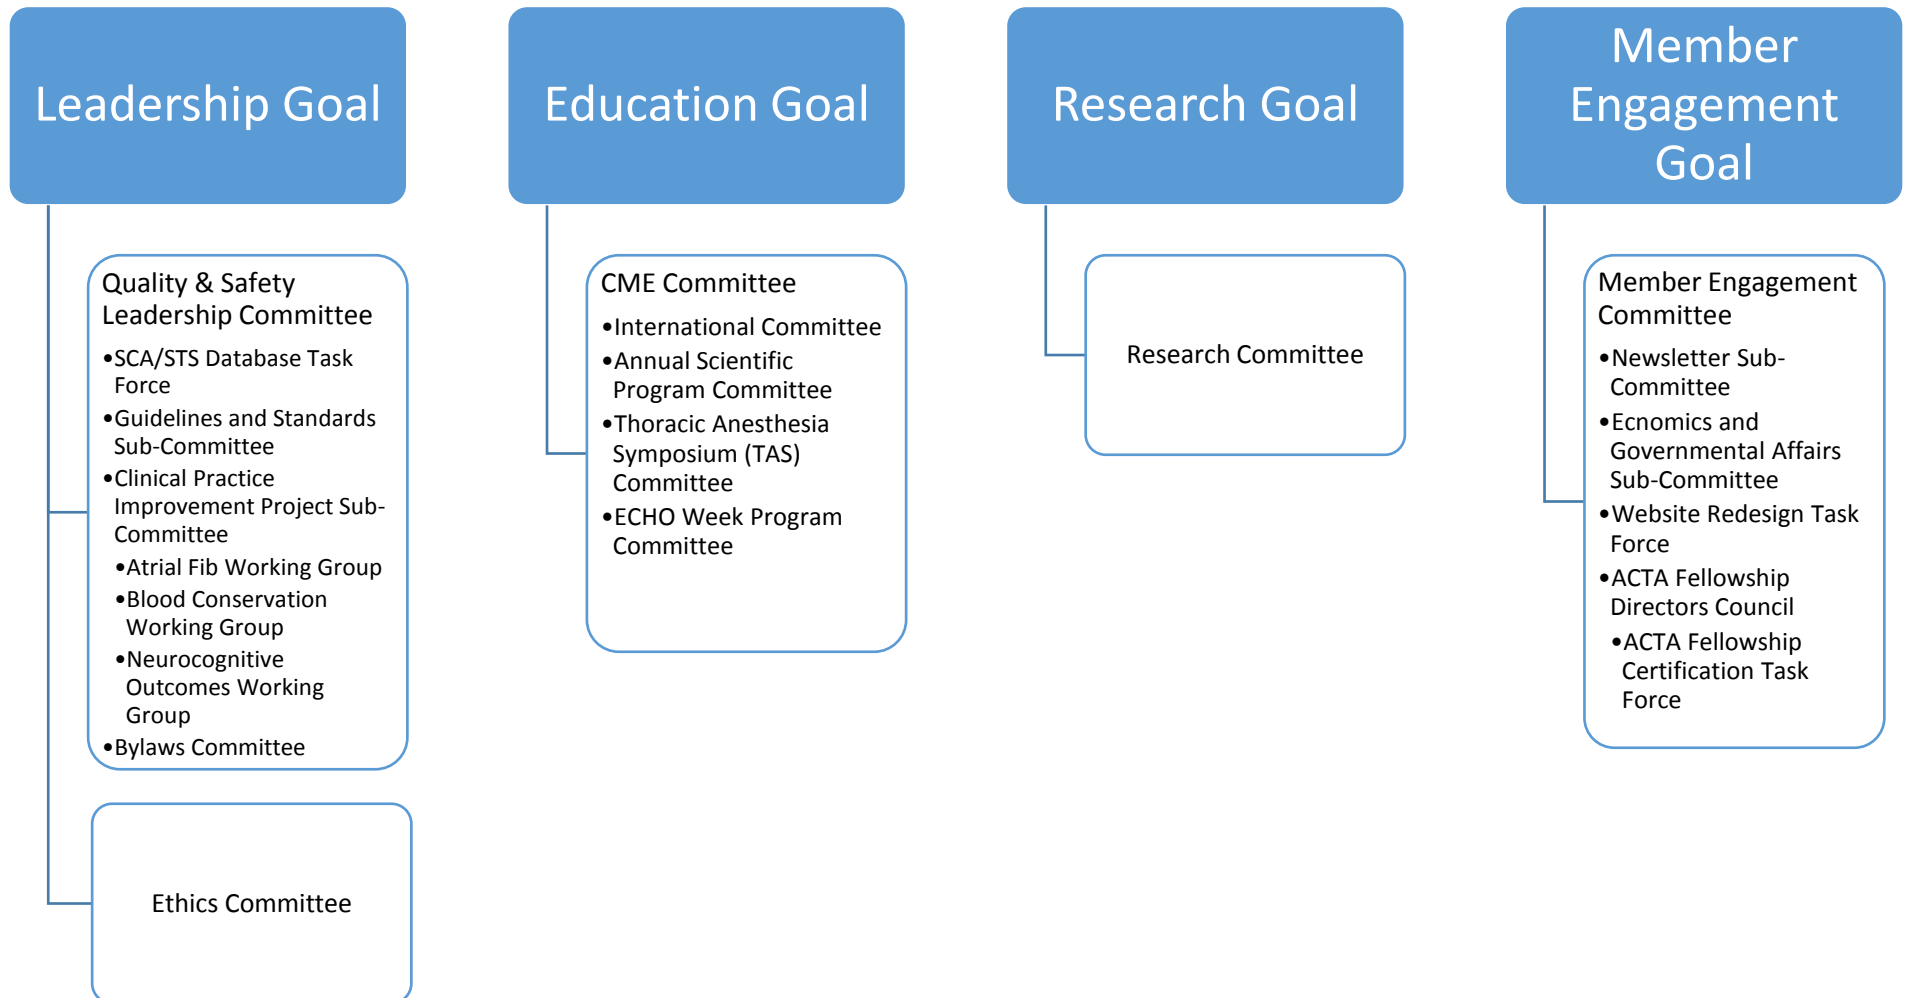 Leadership Goal
Quality & Safety
Leadership Committee
•SCA/STS Database Task
Force
•Guidelines and Standards
Sub-Committee
•Clinical Practice
Improvement Project Sub-
Committee
•Atrial Fib Working Group
•Blood Conservation
Working Group
•Neurocognitive
Outcomes Working
Group
•Bylaws Committee
Ethics Committee
Education Goal
CME Committee
•International Committee
•Annual Scientific
Program Committee
•Thoracic Anesthesia
Symposium (TAS)
Committee
•ECHO Week Program
Committee
Research Goal
Research Committee
Member
Engagement
Goal
Member Engagement
Committee
•Newsletter Sub-
Committee
•Ecnomics and
Governmental Affairs
Sub-Committee
•Website Redesign Task
Force
•ACTA Fellowship
Directors Council
•ACTA Fellowship
Certification Task
Force